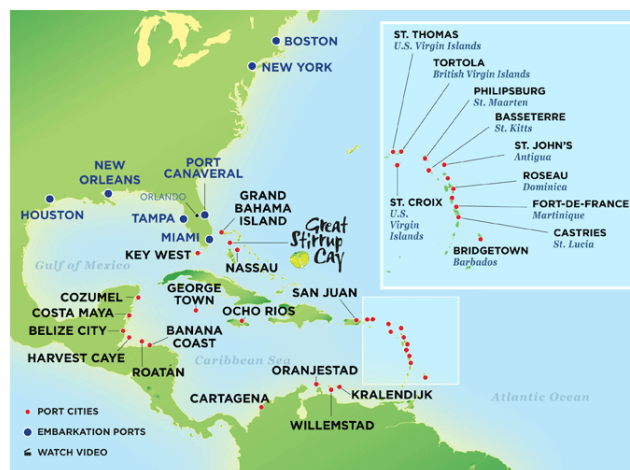 BOSTON
NEW YORK
PORT
CANAVERAL
NEW
ORLEANS
ORLANDO
HOUSTON
TAMPA
MIAMI
GRAND
BAHAMA
ISLAND
Great
Stirrup
Cay
KEY WEST
NASSAU
Gulf of Mexico
COZUMEL
COSTA MAYA
BELIZE CITY
HARVEST CAYE
ROATÁN
BANANA
COAST
GEORGE
TOWN
OCHO RIOS
SAN JUAN
Caribbean Sea
ORANJESTAD
CARTAGENA
KRALENDIJK
WILLEMSTAD
Atlantic Ocean
ST. THOMAS
U.S. Virgin Islands
TORTOLA
British Virgin Islands
PHILIPSBURG
St. Maarten
BASSETERRE
St. Kitts
ST. JOHN'S
Antigua
ROSEAU
Dominica
FORT-DE-FRANCE
Martinique
CASTRIES
St. Lucia
ST. CROIX
U.S.
Virgin
Islands
BRIDGETOWN
Barbados
PORT CITIES
EMBARKATION PORTS
WATCH VIDEO